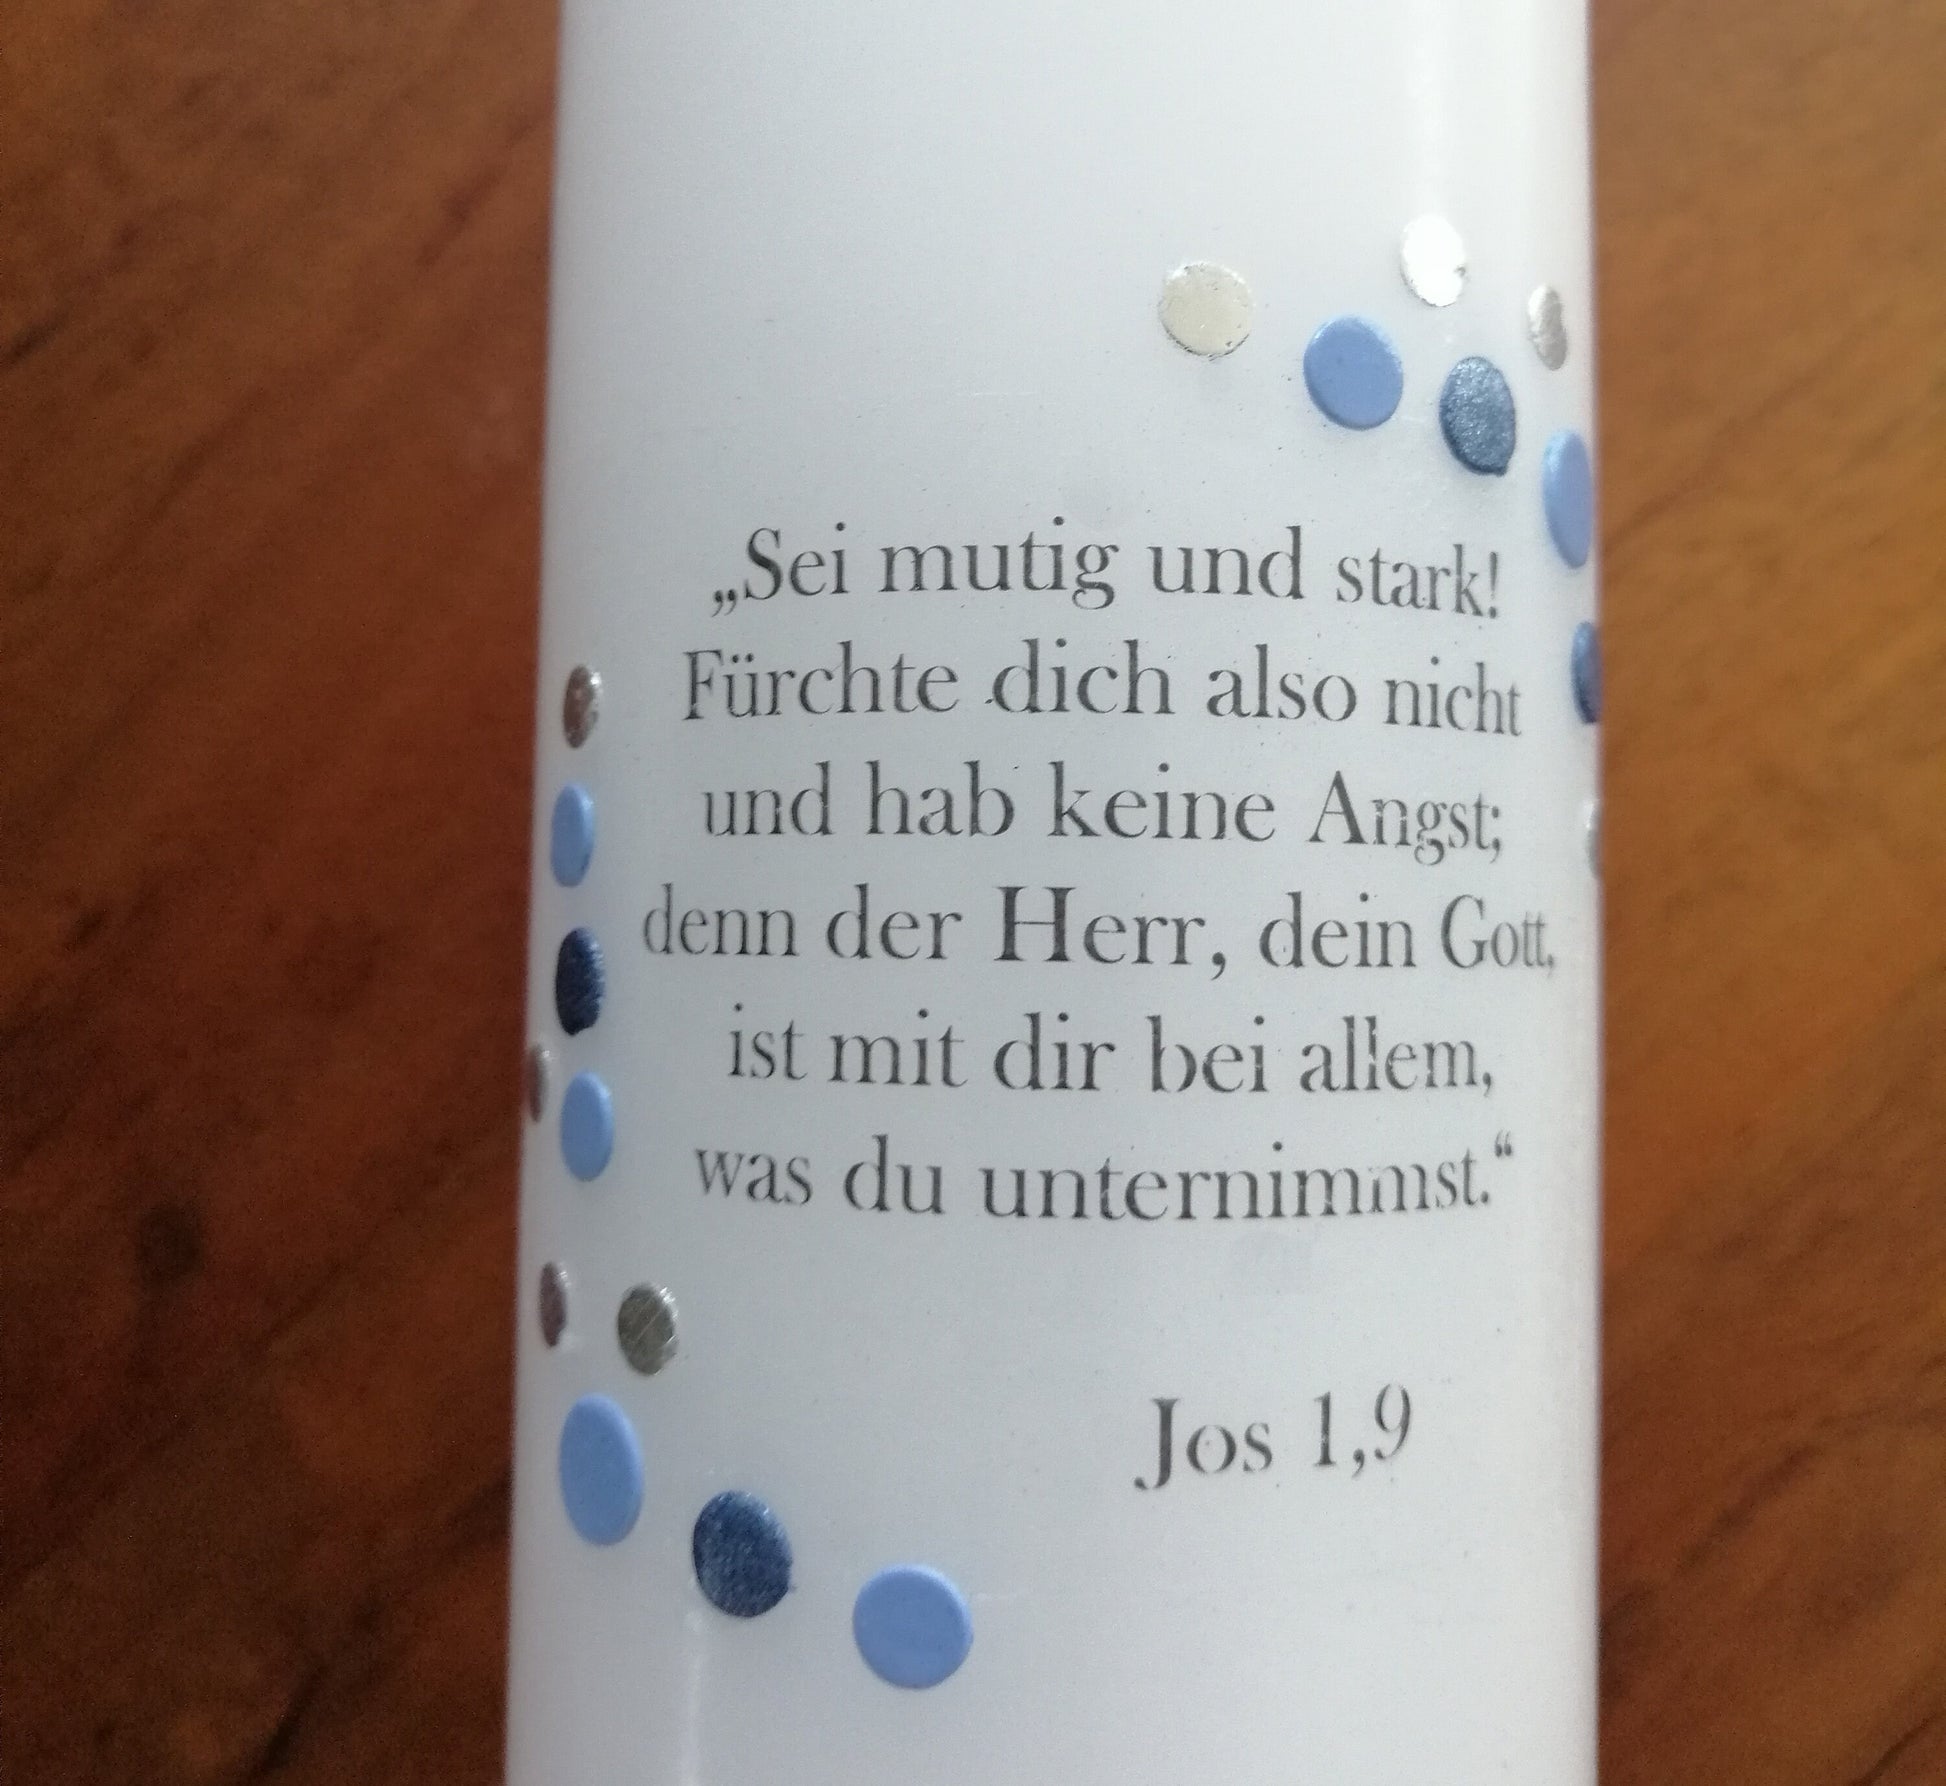 „Sei mutig und stark!
Fürchte dich also nicht
und hab keine Angst;
denn der Herr, dein Gott,
ist mit dir bei allem,
was du unternimmst.“
Jos 1,9